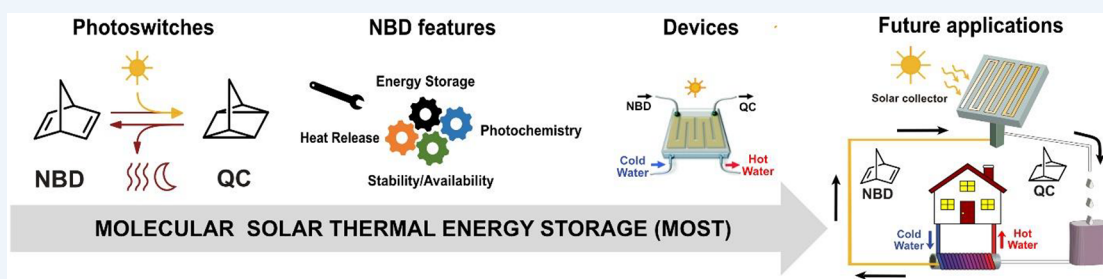 Photoswitches
NBD
QC
NBD features
Energy Storage
Heat Release
Photochemistry
Stability/Availability
Devices
NBD
QC
Cold
Water
Hot
Water
Future applications
Solar collector
NBD
QC
Cold
Water
Hot
Water
MOLECULAR SOLAR THERMAL ENERGY STORAGE (MOST)